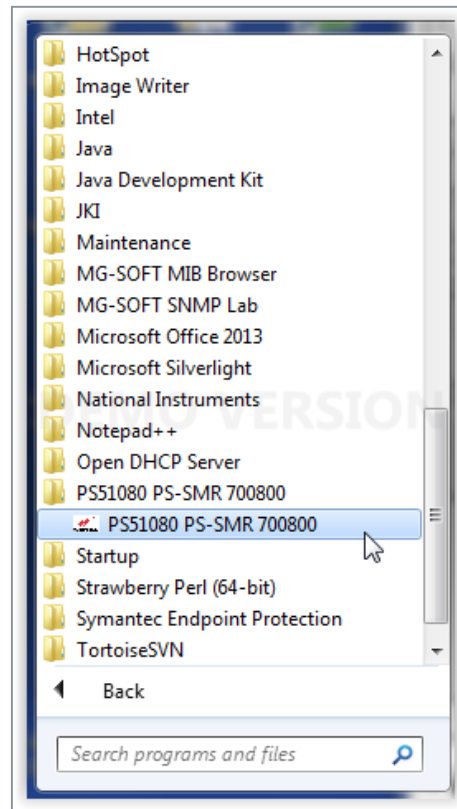 HotSpot
Image Writer
Intel
Java
Java Development Kit
JKI
Maintenance
MG-SOFT MIB Browser
MG-SOFT SNMP Lab
Microsoft Office 2013
Microsoft Silverlight
National Instruments
DEMO VERSION
Notepad++
Open DHCP Server
PS51080 PS-SMR 700800
PS51080 PS-SMR 700800
Startup
Strawberry Perl (64-bit)
Symantec Endpoint Protection
TortoiseSVN
Back
Search programs and files